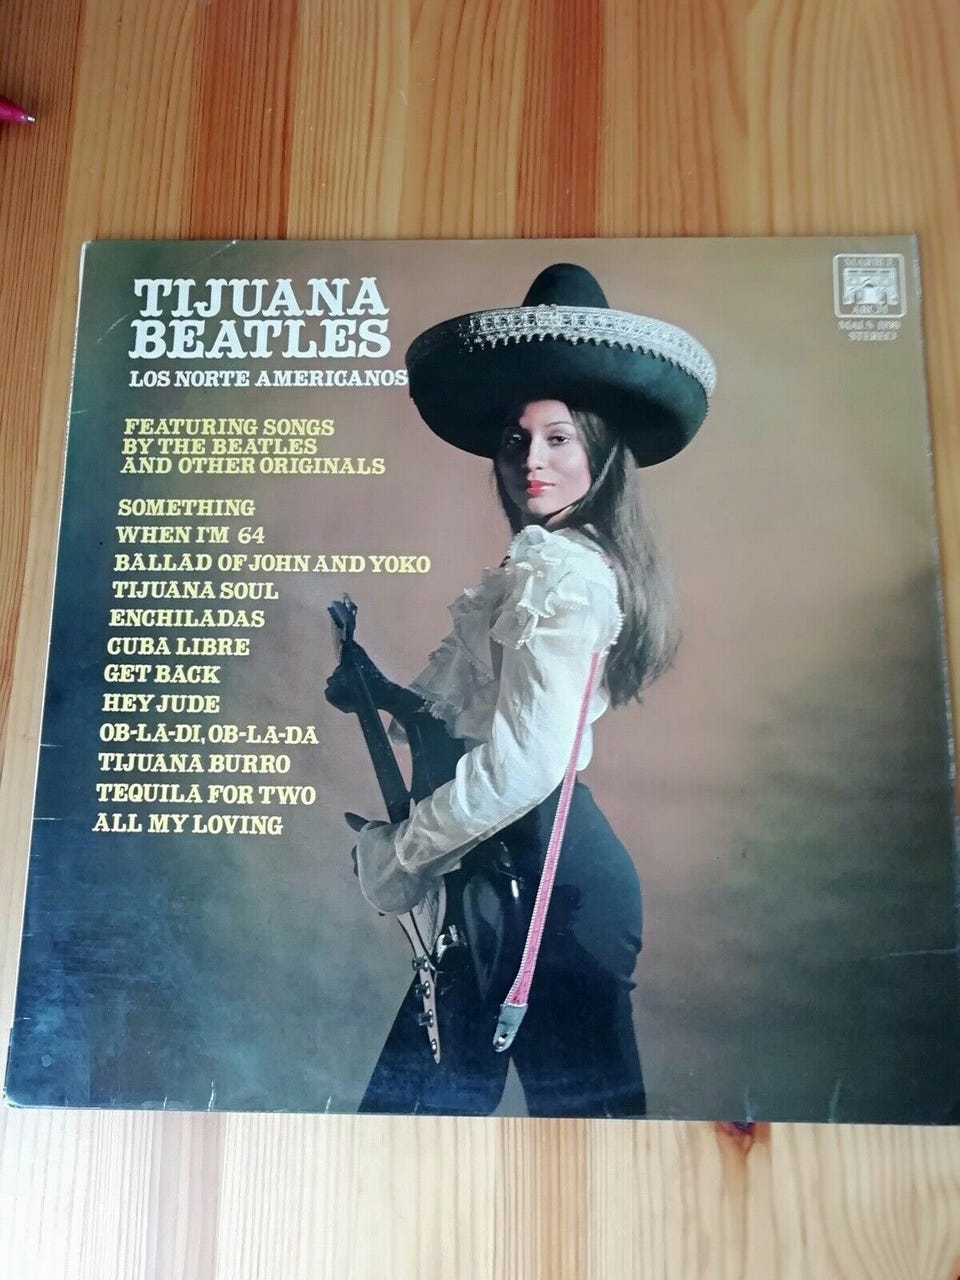 TIJUANA
BEATLES
LOS NORTE AMERICANOS
FEATURING SONGS
BY THE BEATLES
AND OTHER ORIGINALS
SOMETHING
WHEN I'M 64
BALLAD OF JOHN AND YOKO
TIJUANA SOUL
ENCHILADAS
CUBA LIBRE
GET BACK
HEY JUDE
OB-LA-DI, OB-LA-DA
TIJUANA BURRO
TEQUILA FOR TWO
ALL MY LOVING
MARBLE
ARCH
STEREO